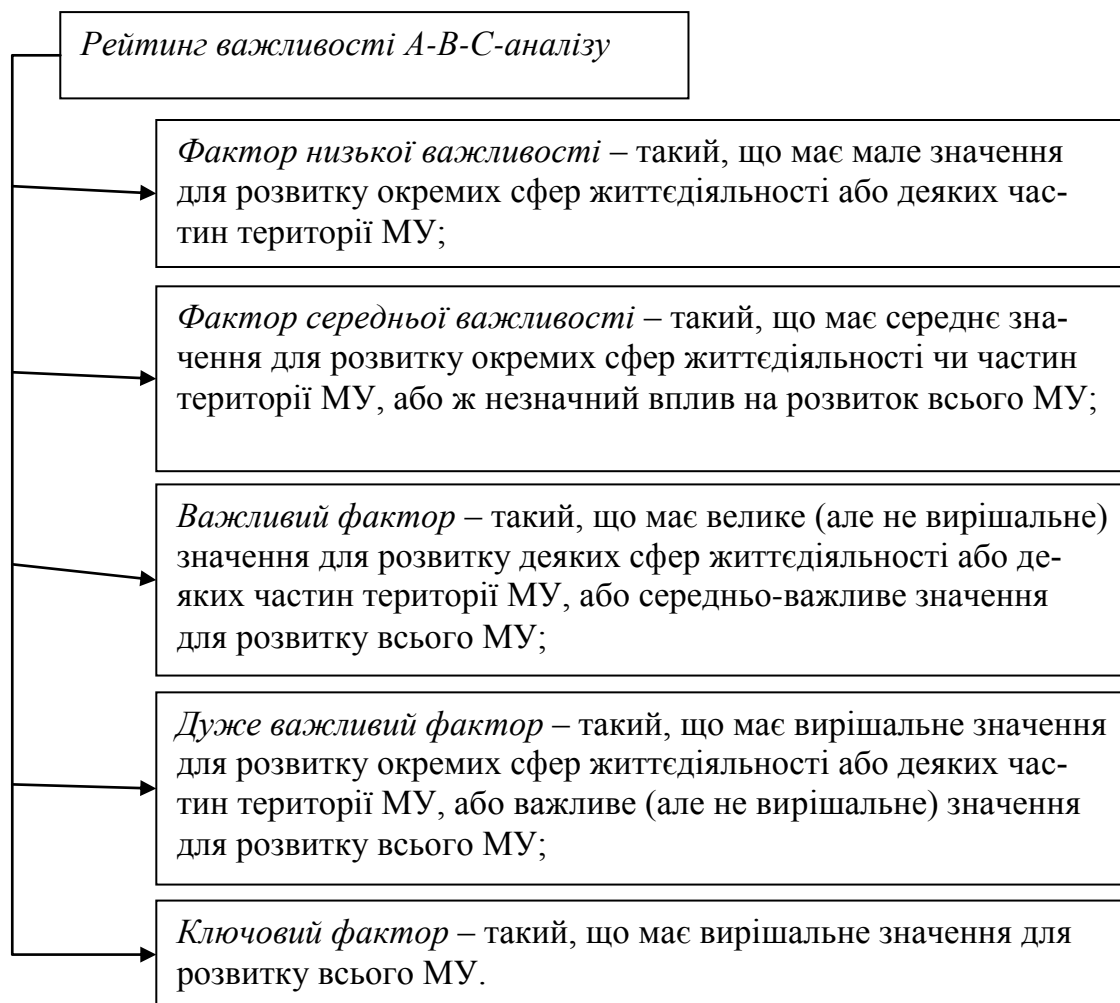 Рейтинг важливості А-В-С-аналізу
Фактор низької важливості – такий, що має мале значення
для розвитку окремих сфер життєдіяльності або деяких час-
тин території МУ;
Фактор середньої важливості – такий, що має середнє зна-
чення для розвитку окремих сфер життєдіяльності чи частин
території МУ, або ж незначний вплив на розвиток всього МУ;
Важливий фактор – такий, що має велике (але не вирішальне)
значення для розвитку деяких сфер життєдіяльності або де-
яких частин території МУ, або середньо-важливе значення
для розвитку всього МУ;
Дуже важливий фактор – такий, що має вирішальне значення
для розвитку окремих сфер життєдіяльності або деяких час-
тин території МУ, або важливе (але не вирішальне) значення
для розвитку всього МУ;
Ключовий фактор – такий, що має вирішальне значення для
розвитку всього МУ.